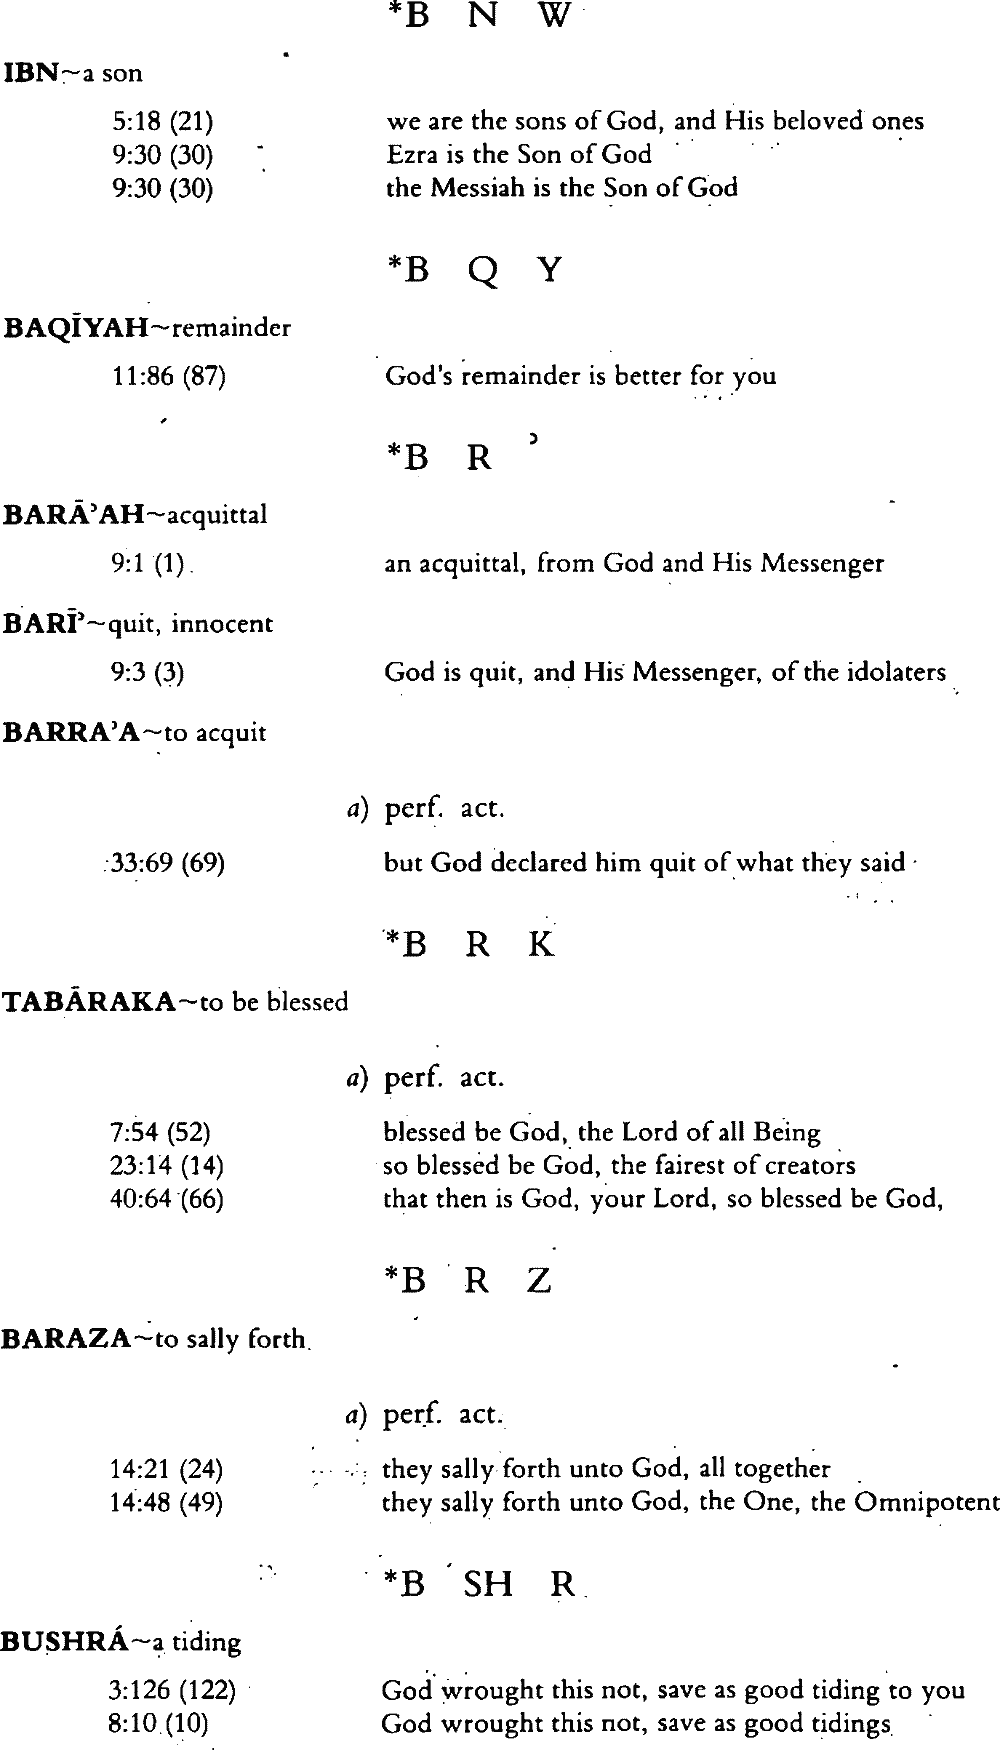 *B N W
IBN~a son
5:18 (21) we are the sons of God, and His beloved ones
9:30 (30) Ezra is the Son of God
9:30 (30) the Messiah is the Son of God
*B Q Y
BAQĪYAH~remainder
11:86 (87) God's remainder is better for you
*B R ʾ
BARĀʾAH~acquittal
9:1 (1) an acquittal, from God and His Messenger
BARĪʾ~quit, innocent
9:3 (3) God is quit, and His Messenger, of the idolaters
BARRAʾA~to acquit
a) perf. act.
33:69 (69) but God declared him quit of what they said
*B R K
TABĀRAKA~to be blessed
a) perf. act.
7:54 (52) blessed be God, the Lord of all Being
23:14 (14) so blessed be God, the fairest of creators
40:64 (66) that then is God, your Lord, so blessed be God,
*B R Z
BARAZA~to sally forth
a) perf. act.
14:21 (24) they sally forth unto God, all together
14:48 (49) they sally forth unto God, the One, the Omnipotent
*B SH R
BUSHRÁ~a tiding
3:126 (122) God wrought this not, save as good tiding to you
8:10 (10) God wrought this not, save as good tidings